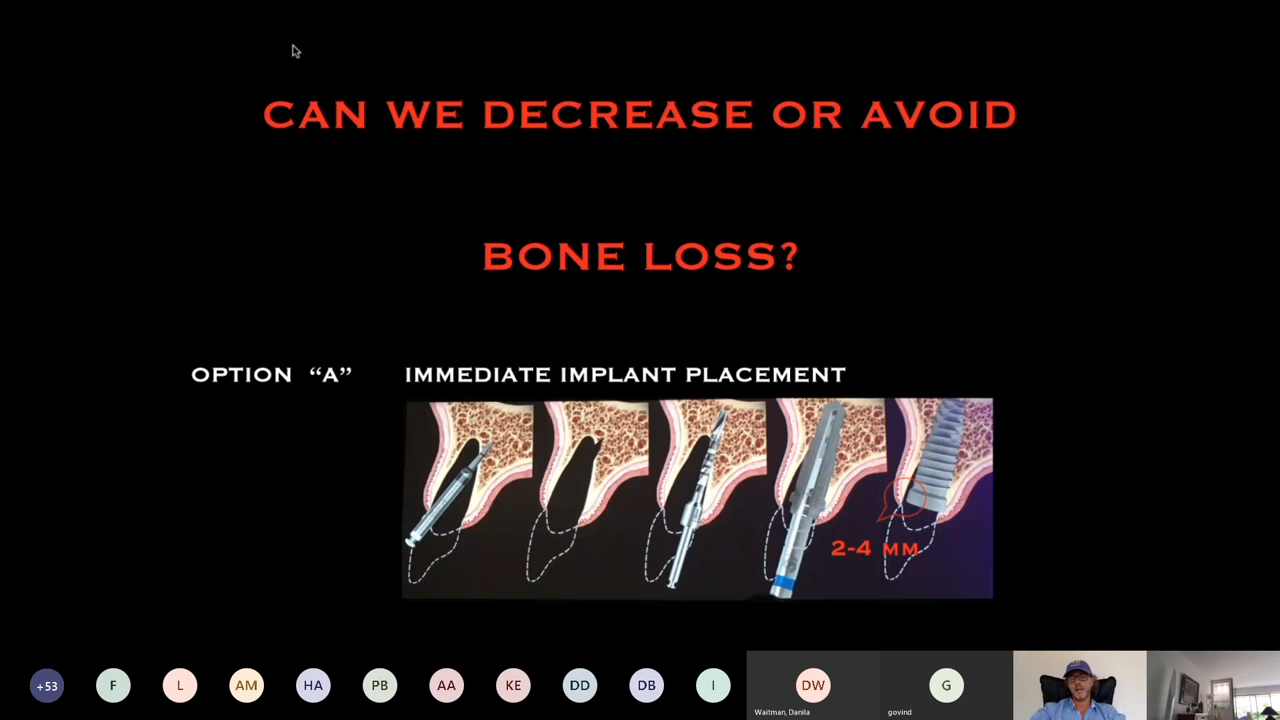 CAN WE DECREASE OR AVOID
BONE LOSS?
OPTION “A” IMMEDIATE IMPLANT PLACEMENT
2-4 MM
+53 F L AM HA PB AA KE DD DB I DW G
Waitman, Danila govind